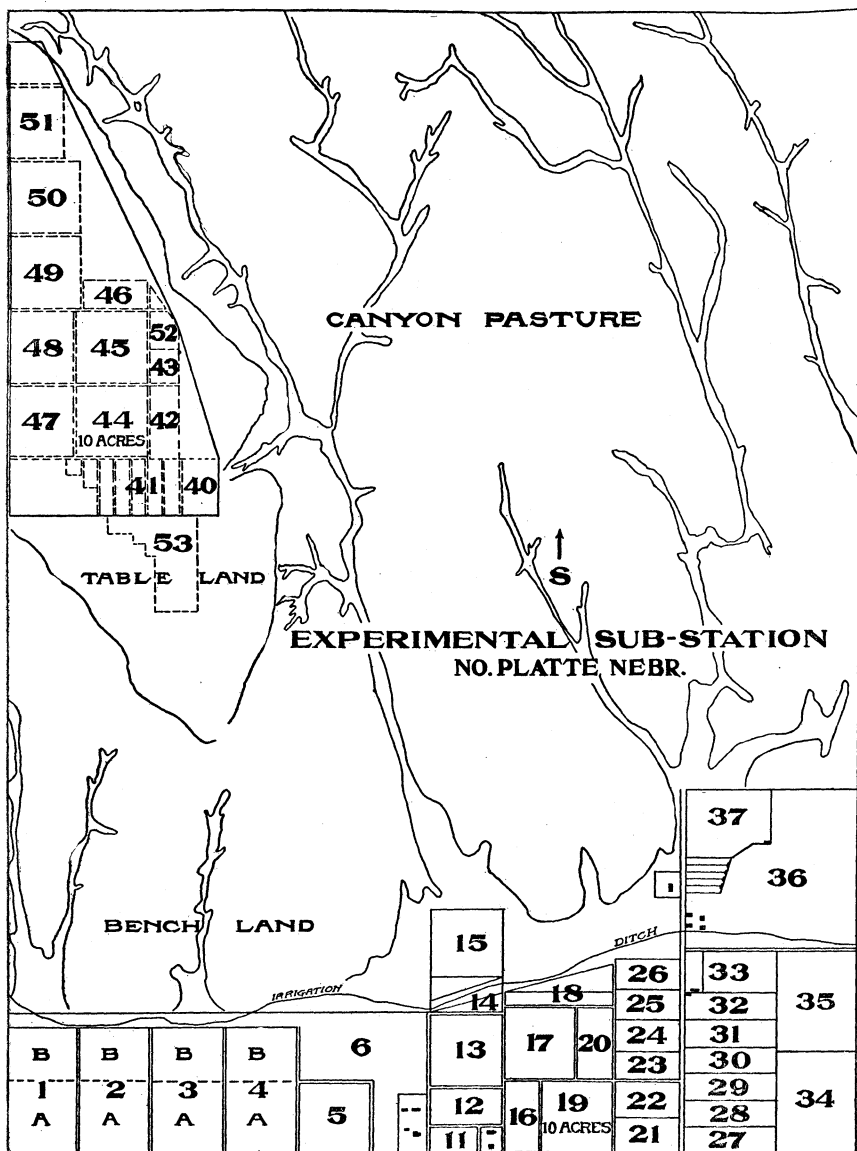 51
50
49
46
CANYON PASTURE
48 45 52
43
47 44 42
10 ACRES
41 40
53
TABLE LAND
S
EXPERIMENTAL SUB-STATION
NO. PLATTE NEBR.
37
36
BENCH LAND
15
DITCH
IRRIGATION
14 18
26 33
25 32 35
24 31
23 30
B B B B 6 13 17 20
1 2 3 4
A A A A
5 12 16 19
10 ACRES
11
22 29 34
28
21 27